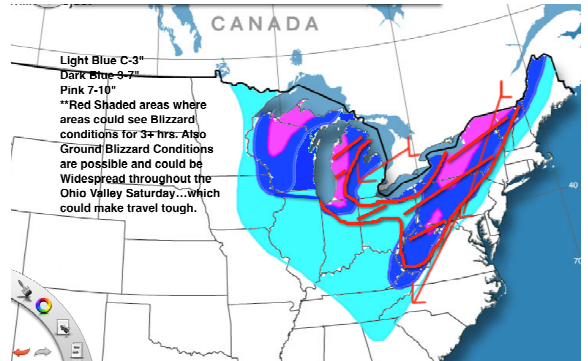 CANADA
Light Blue C-3"
Dark Blue 3-7"
Pink 7-10"
**Red Shaded areas where
areas could see Blizzard
conditions for 3+ hrs. Also
Ground Blizzard Conditions
are possible and could be
Widespread throughout the
Ohio Valley Saturday...which
could make travel tough.
40
70